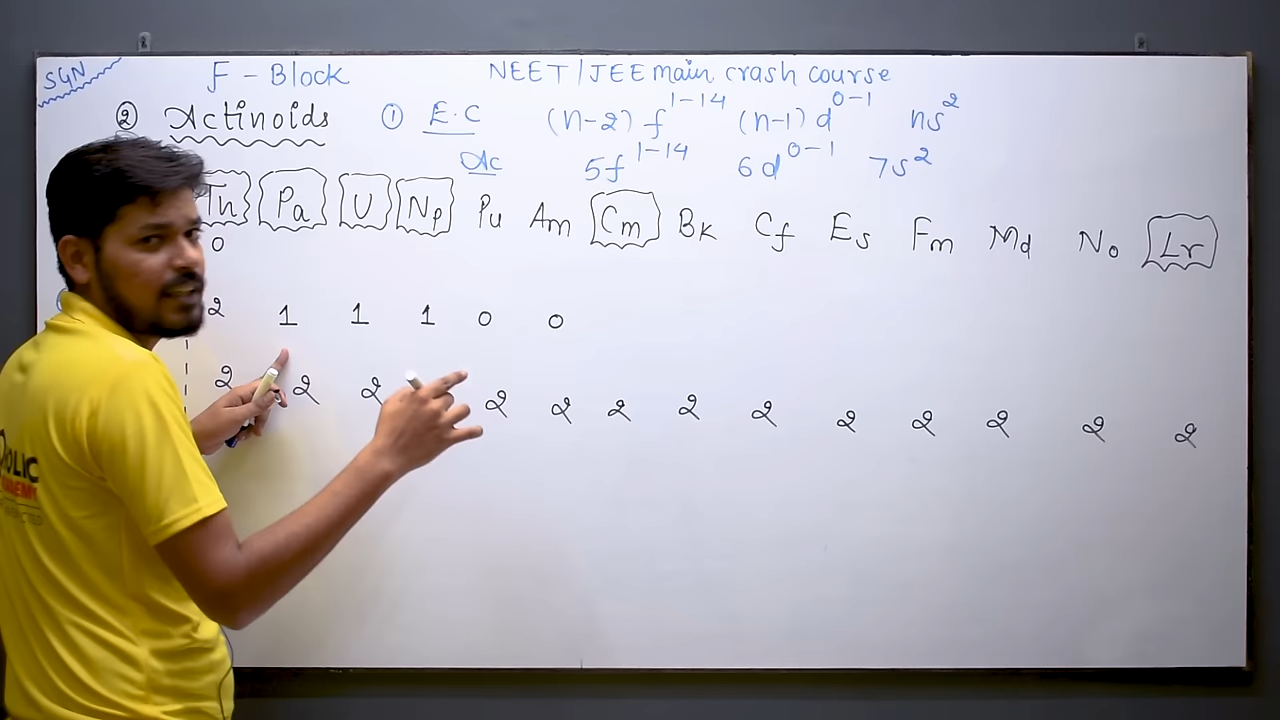 SGN F - Block NEET/JEE main crash course
② Actinoids ① E.C (n-2) f¹⁻¹⁴ (n-1) d⁰⁻¹ ns²
Ac 5f¹⁻¹⁴ 6d⁰⁻¹ 7s²
Th Pa U Np Pu Am Cm Bk Cf Es Fm Md No Lr
0
2 1 1 1 0 0
2 2 2 2 2 2 2 2 2 2 2 2 2
OLIC